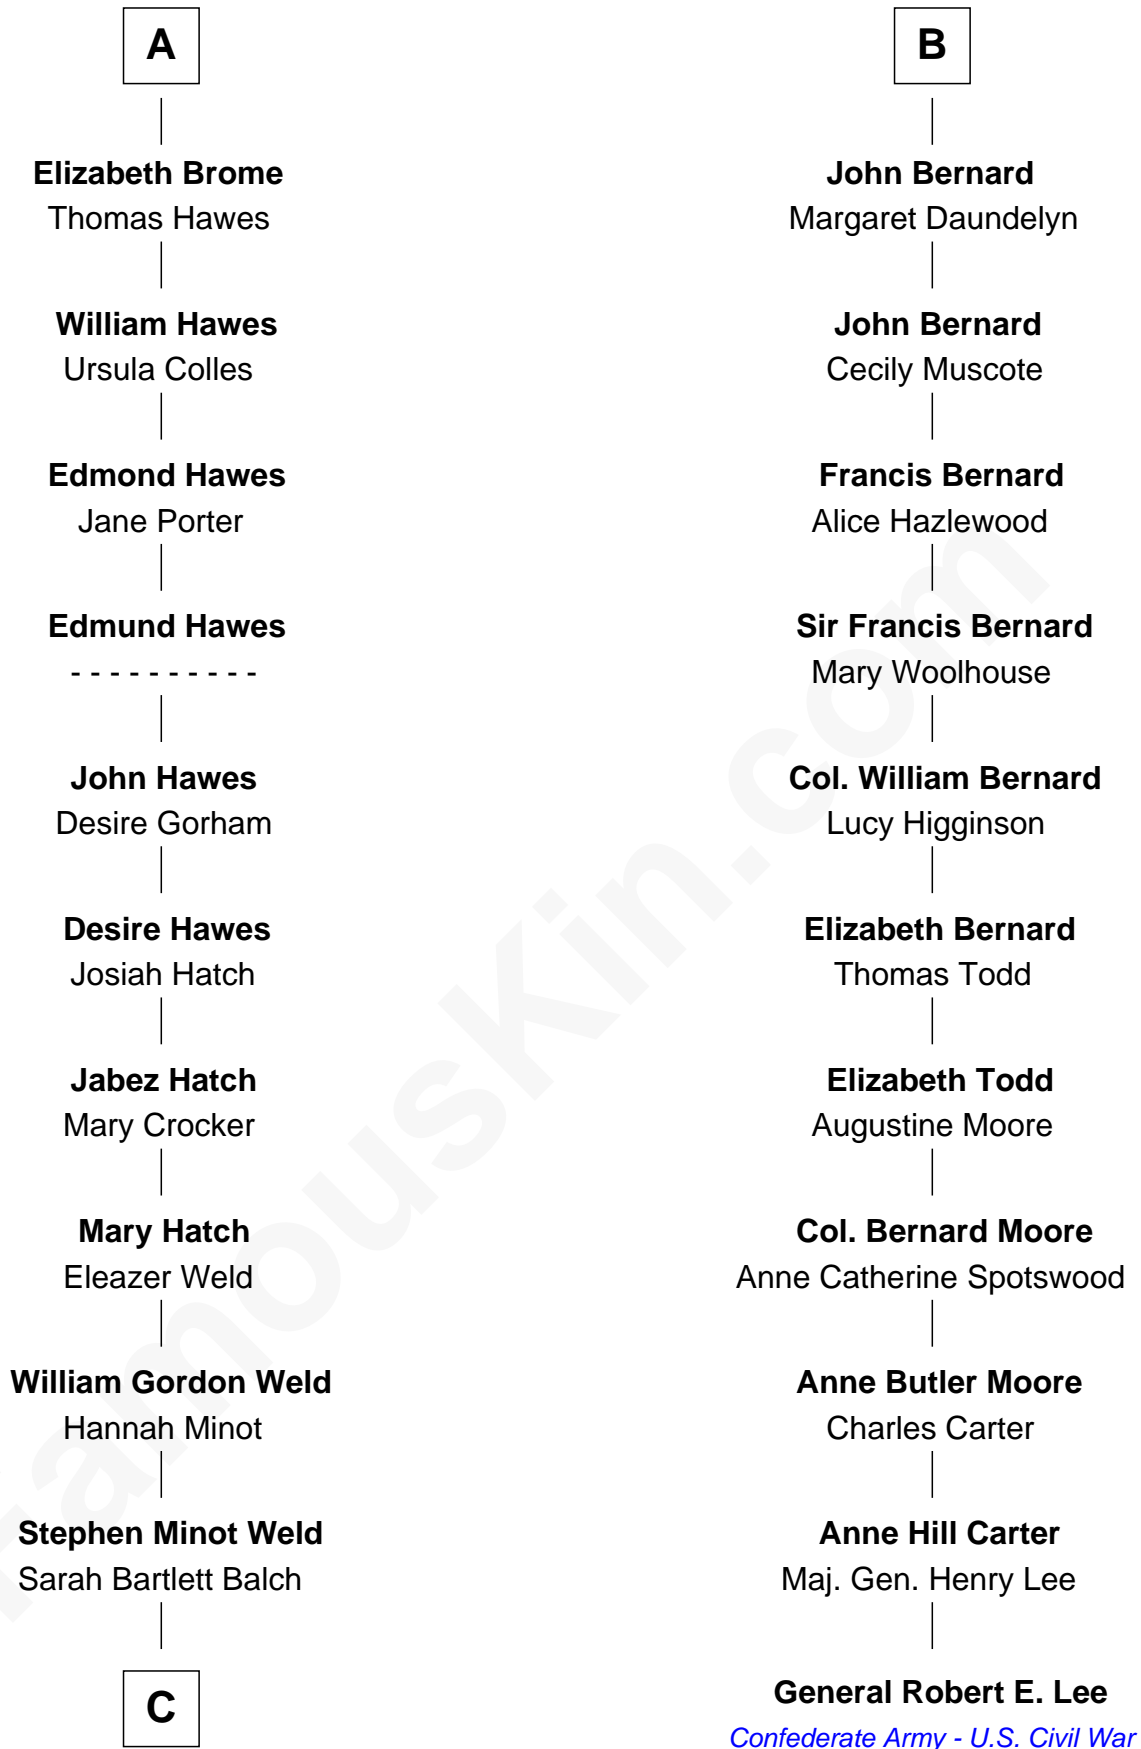 A
Elizabeth Brome
Thomas Hawes
William Hawes
Ursula Colles
Edmond Hawes
Jane Porter
Edmund Hawes
- - - - - - - - - -
John Hawes
Desire Gorham
Desire Hawes
Josiah Hatch
Jabez Hatch
Mary Crocker
Mary Hatch
Eleazer Weld
William Gordon Weld
Hannah Minot
Stephen Minot Weld
Sarah Bartlett Balch
C
B
John Bernard
Margaret Daundelyn
John Bernard
Cecily Muscote
Francis Bernard
Alice Hazlewood
Sir Francis Bernard
Mary Woolhouse
Col. William Bernard
Lucy Higginson
Elizabeth Bernard
Thomas Todd
Elizabeth Todd
Augustine Moore
Col. Bernard Moore
Anne Catherine Spotswood
Anne Butler Moore
Charles Carter
Anne Hill Carter
Maj. Gen. Henry Lee
General Robert E. Lee
Confederate Army - U.S. Civil War
FamousKin.com